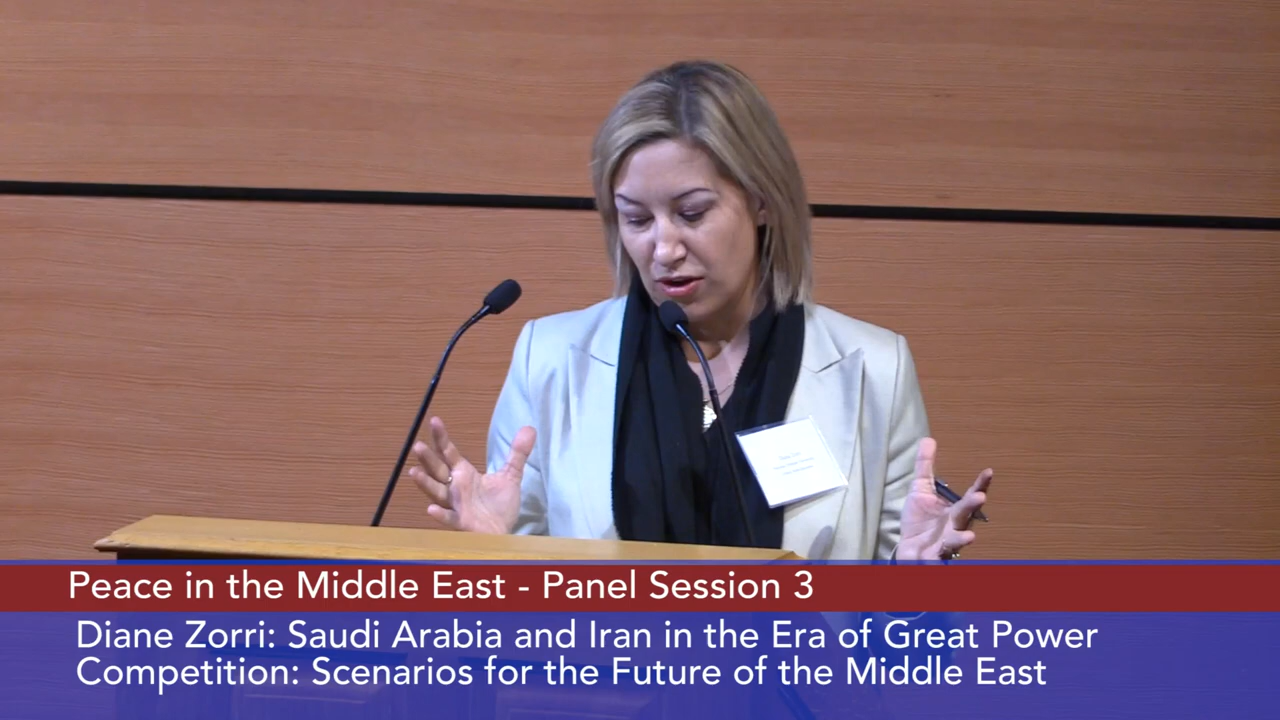 Peace in the Middle East - Panel Session 3
Diane Zorri: Saudi Arabia and Iran in the Era of Great Power
Competition: Scenarios for the Future of the Middle East